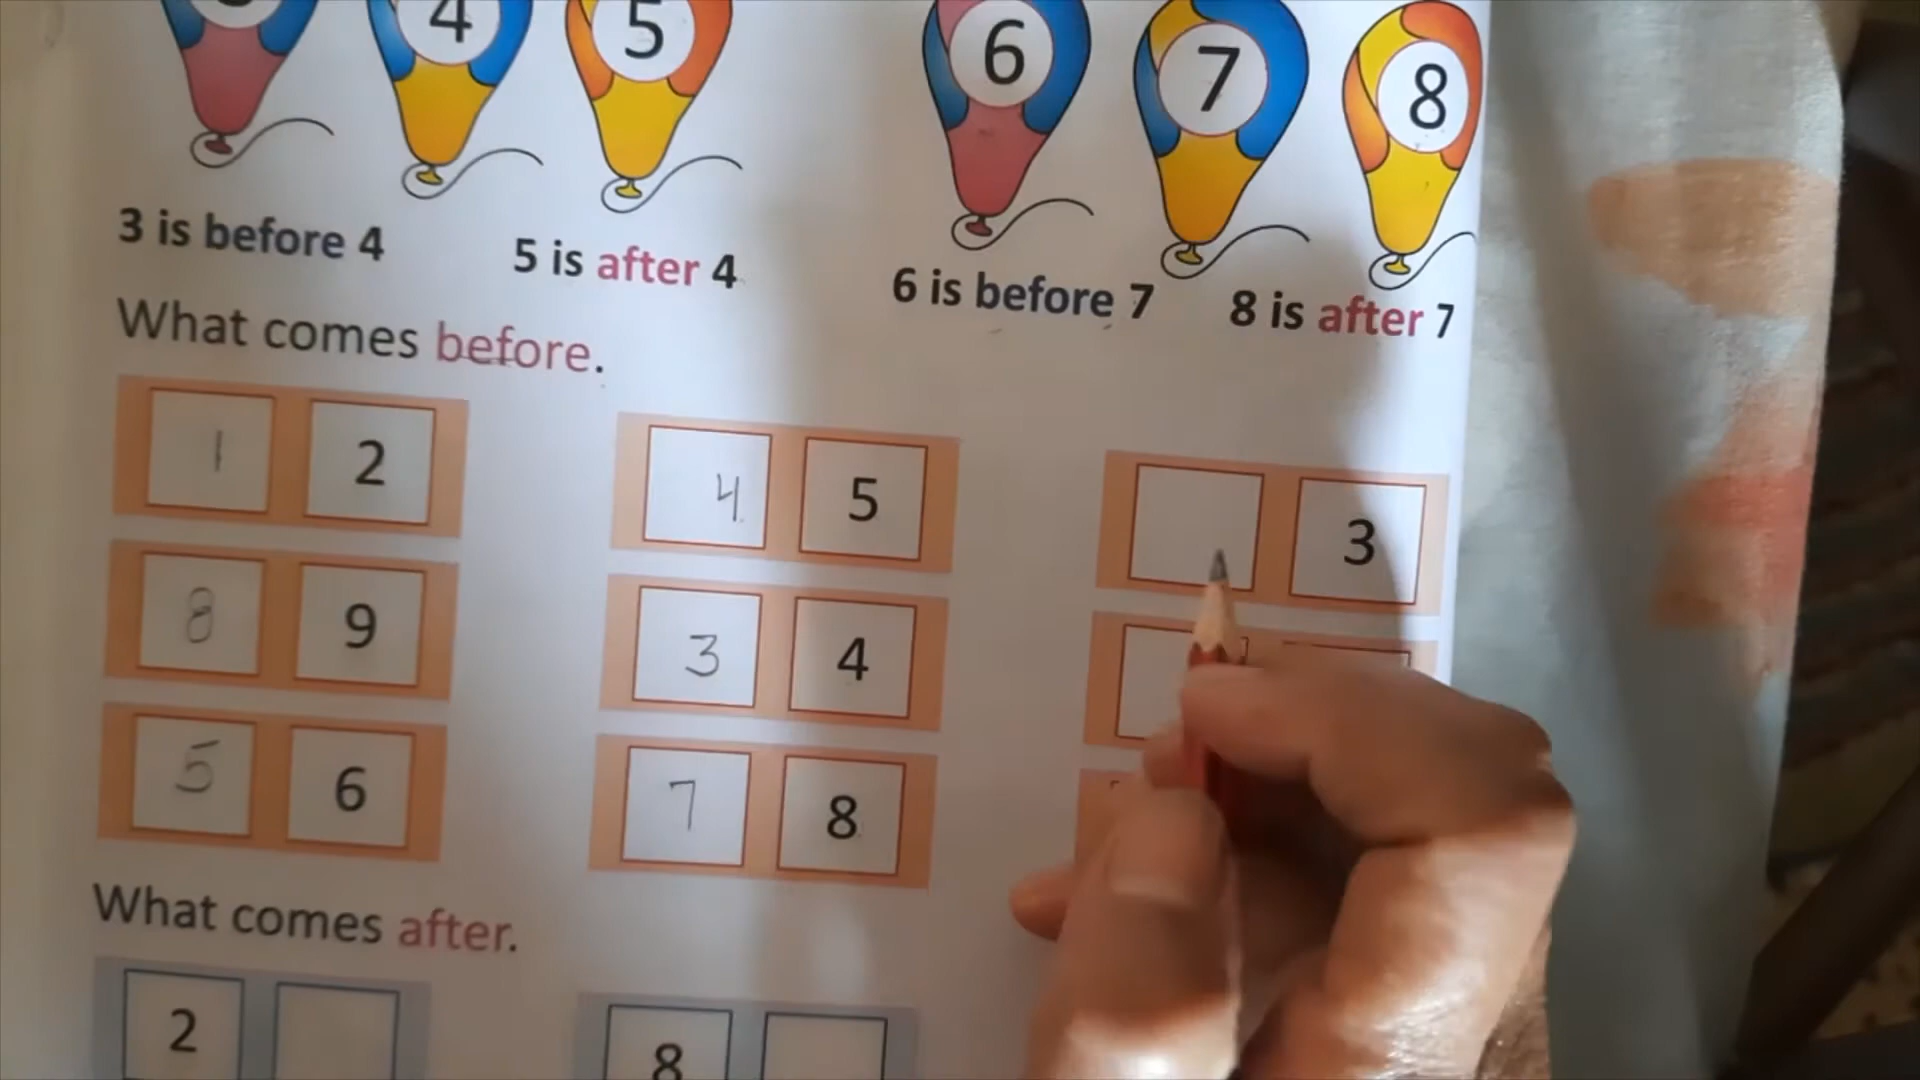 4 5 6 7 8
3 is before 4 5 is after 4 6 is before 7 8 is after 7
What comes before.
1 2 4 5 3
8 9 3 4
5 6 7 8
What comes after.
2 8